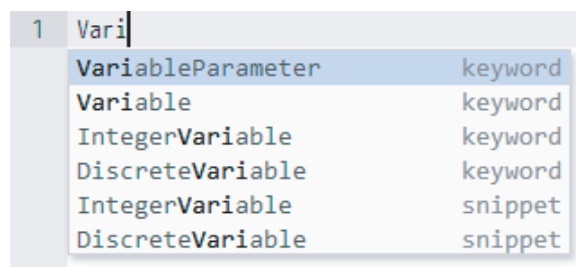 1 Vari
VariableParameter keyword
Variable keyword
IntegerVariable keyword
DiscreteVariable keyword
IntegerVariable snippet
DiscreteVariable snippet